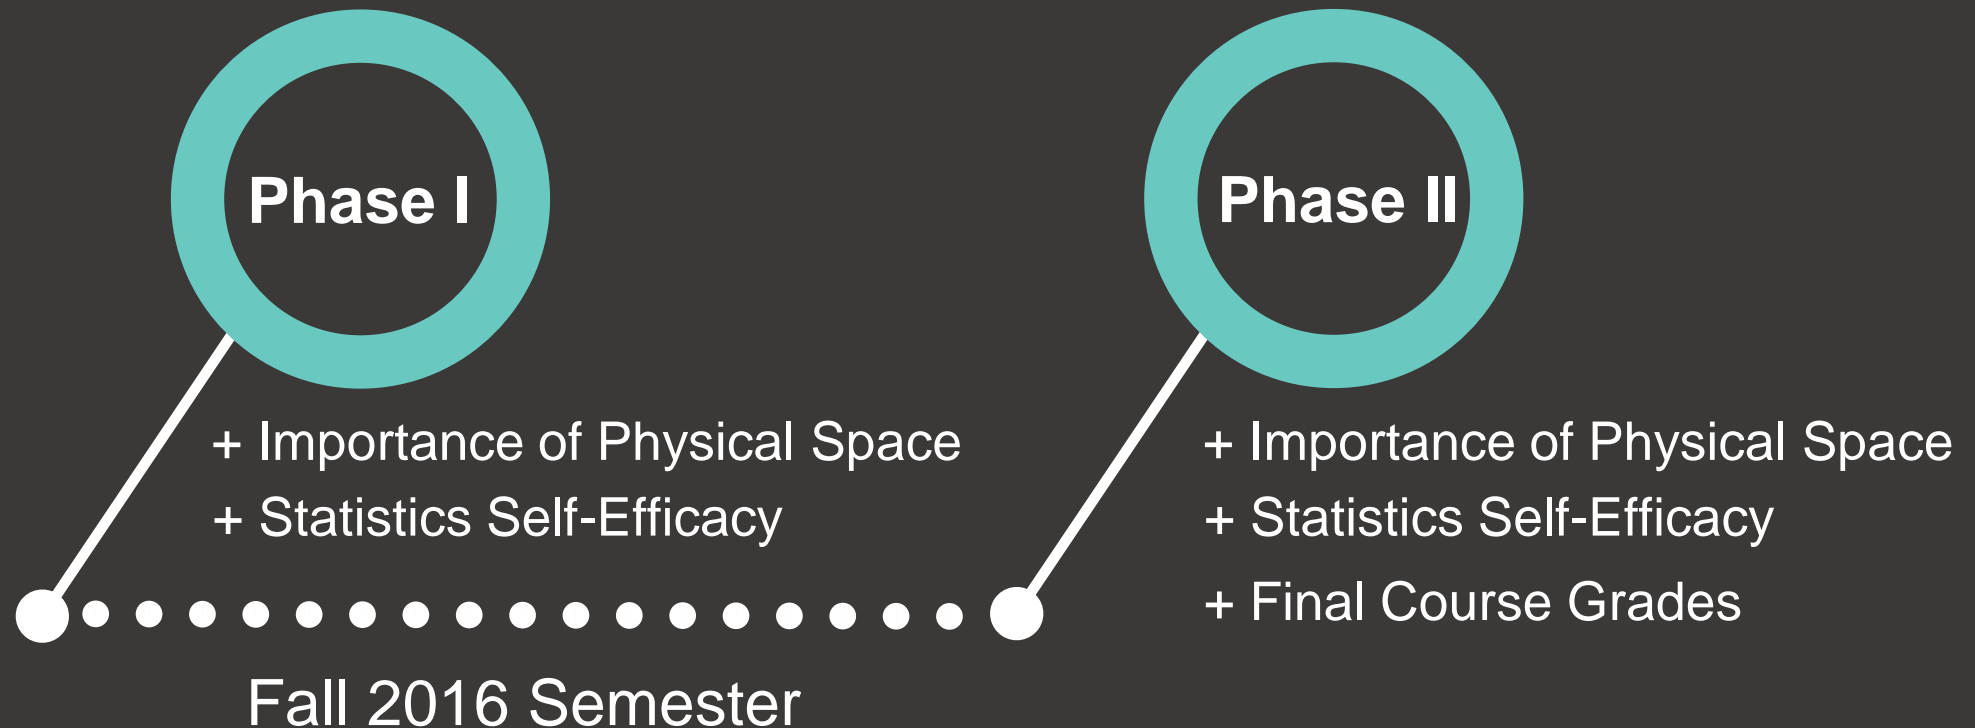 Phase I
+ Importance of Physical Space
+ Statistics Self-Efficacy
Phase II
+ Importance of Physical Space
+ Statistics Self-Efficacy
+ Final Course Grades
Fall 2016 Semester